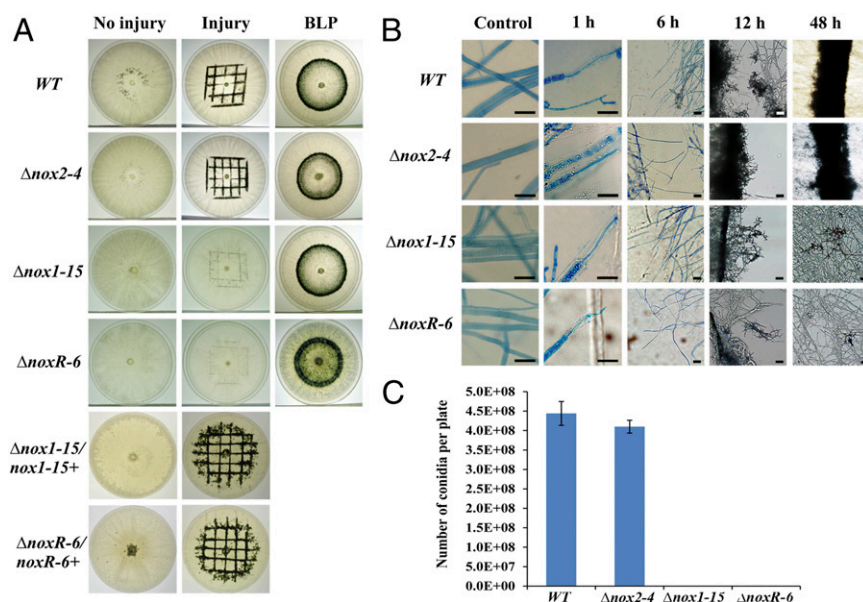 A
No injury Injury BLP
WT
Δnox2-4
Δnox1-15
ΔnoxR-6
Δnox1-15/
nox1-15+
ΔnoxR-6/
noxR-6+
B
Control 1 h 6 h 12 h 48 h
WT
Δnox2-4
Δnox1-15
ΔnoxR-6
C
Number of conidia per plate
5.0E+08
4.5E+08
4.0E+08
3.5E+08
3.0E+08
2.5E+08
2.0E+08
1.5E+08
1.0E+08
5.0E+07
0.0E+00
WT Δnox2-4 Δnox1-15 ΔnoxR-6